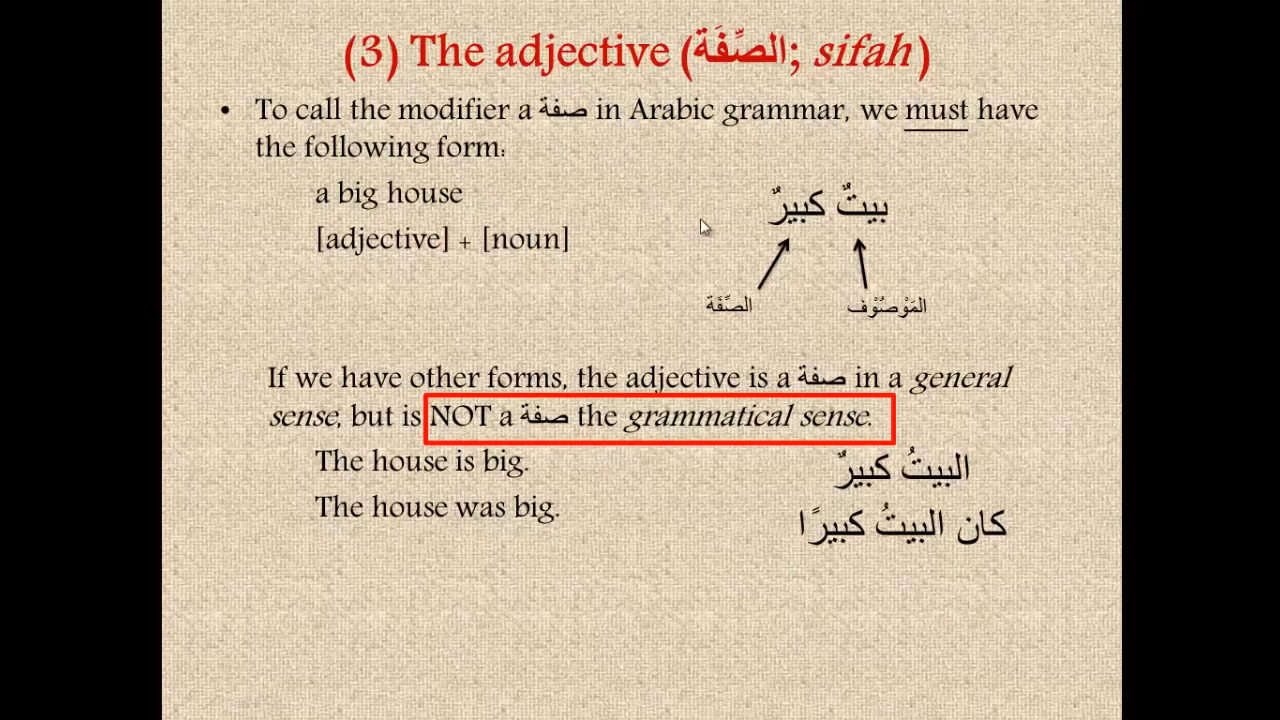 (3) The adjective (الصِّفَة; sifah)
• To call the modifier a صفة in Arabic grammar, we must have
the following form:
a big house
بيتٌ كبيرٌ
[adjective] + [noun]
المَوْصُوْف
الصِّفَة
If we have other forms, the adjective is a صفة in a general
sense, but is NOT a صفة the grammatical sense.
The house is big.
البيتُ كبيرٌ
The house was big.
كان البيتُ كبيرًا